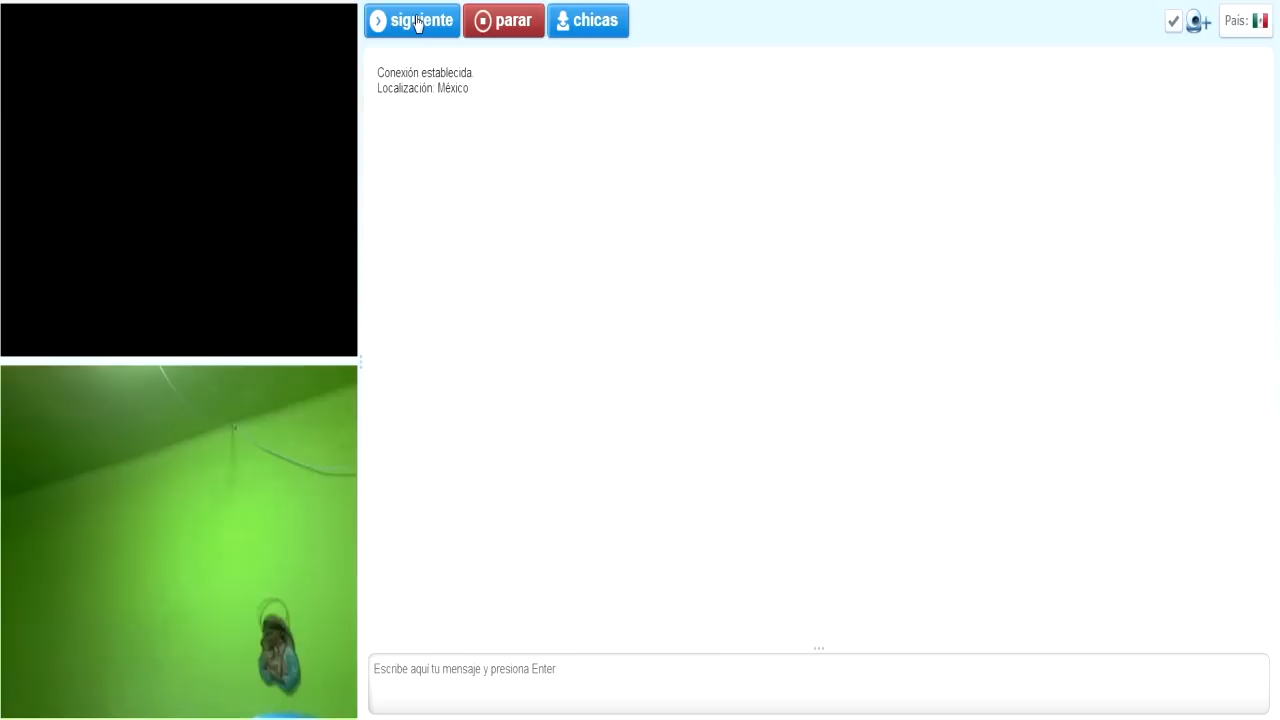 siguiente
parar
chicas
País:
Conexión establecida.
Localización: México
Escribe aquí tu mensaje y presiona Enter